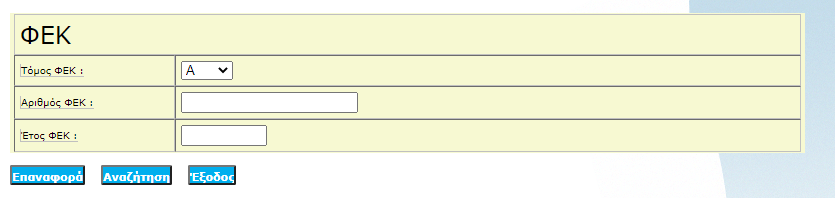 ΦΕΚ
Τόμος ΦΕΚ : Α
Αριθμός ΦΕΚ :
Έτος ΦΕΚ :
Επαναφορά Αναζήτηση Έξοδος